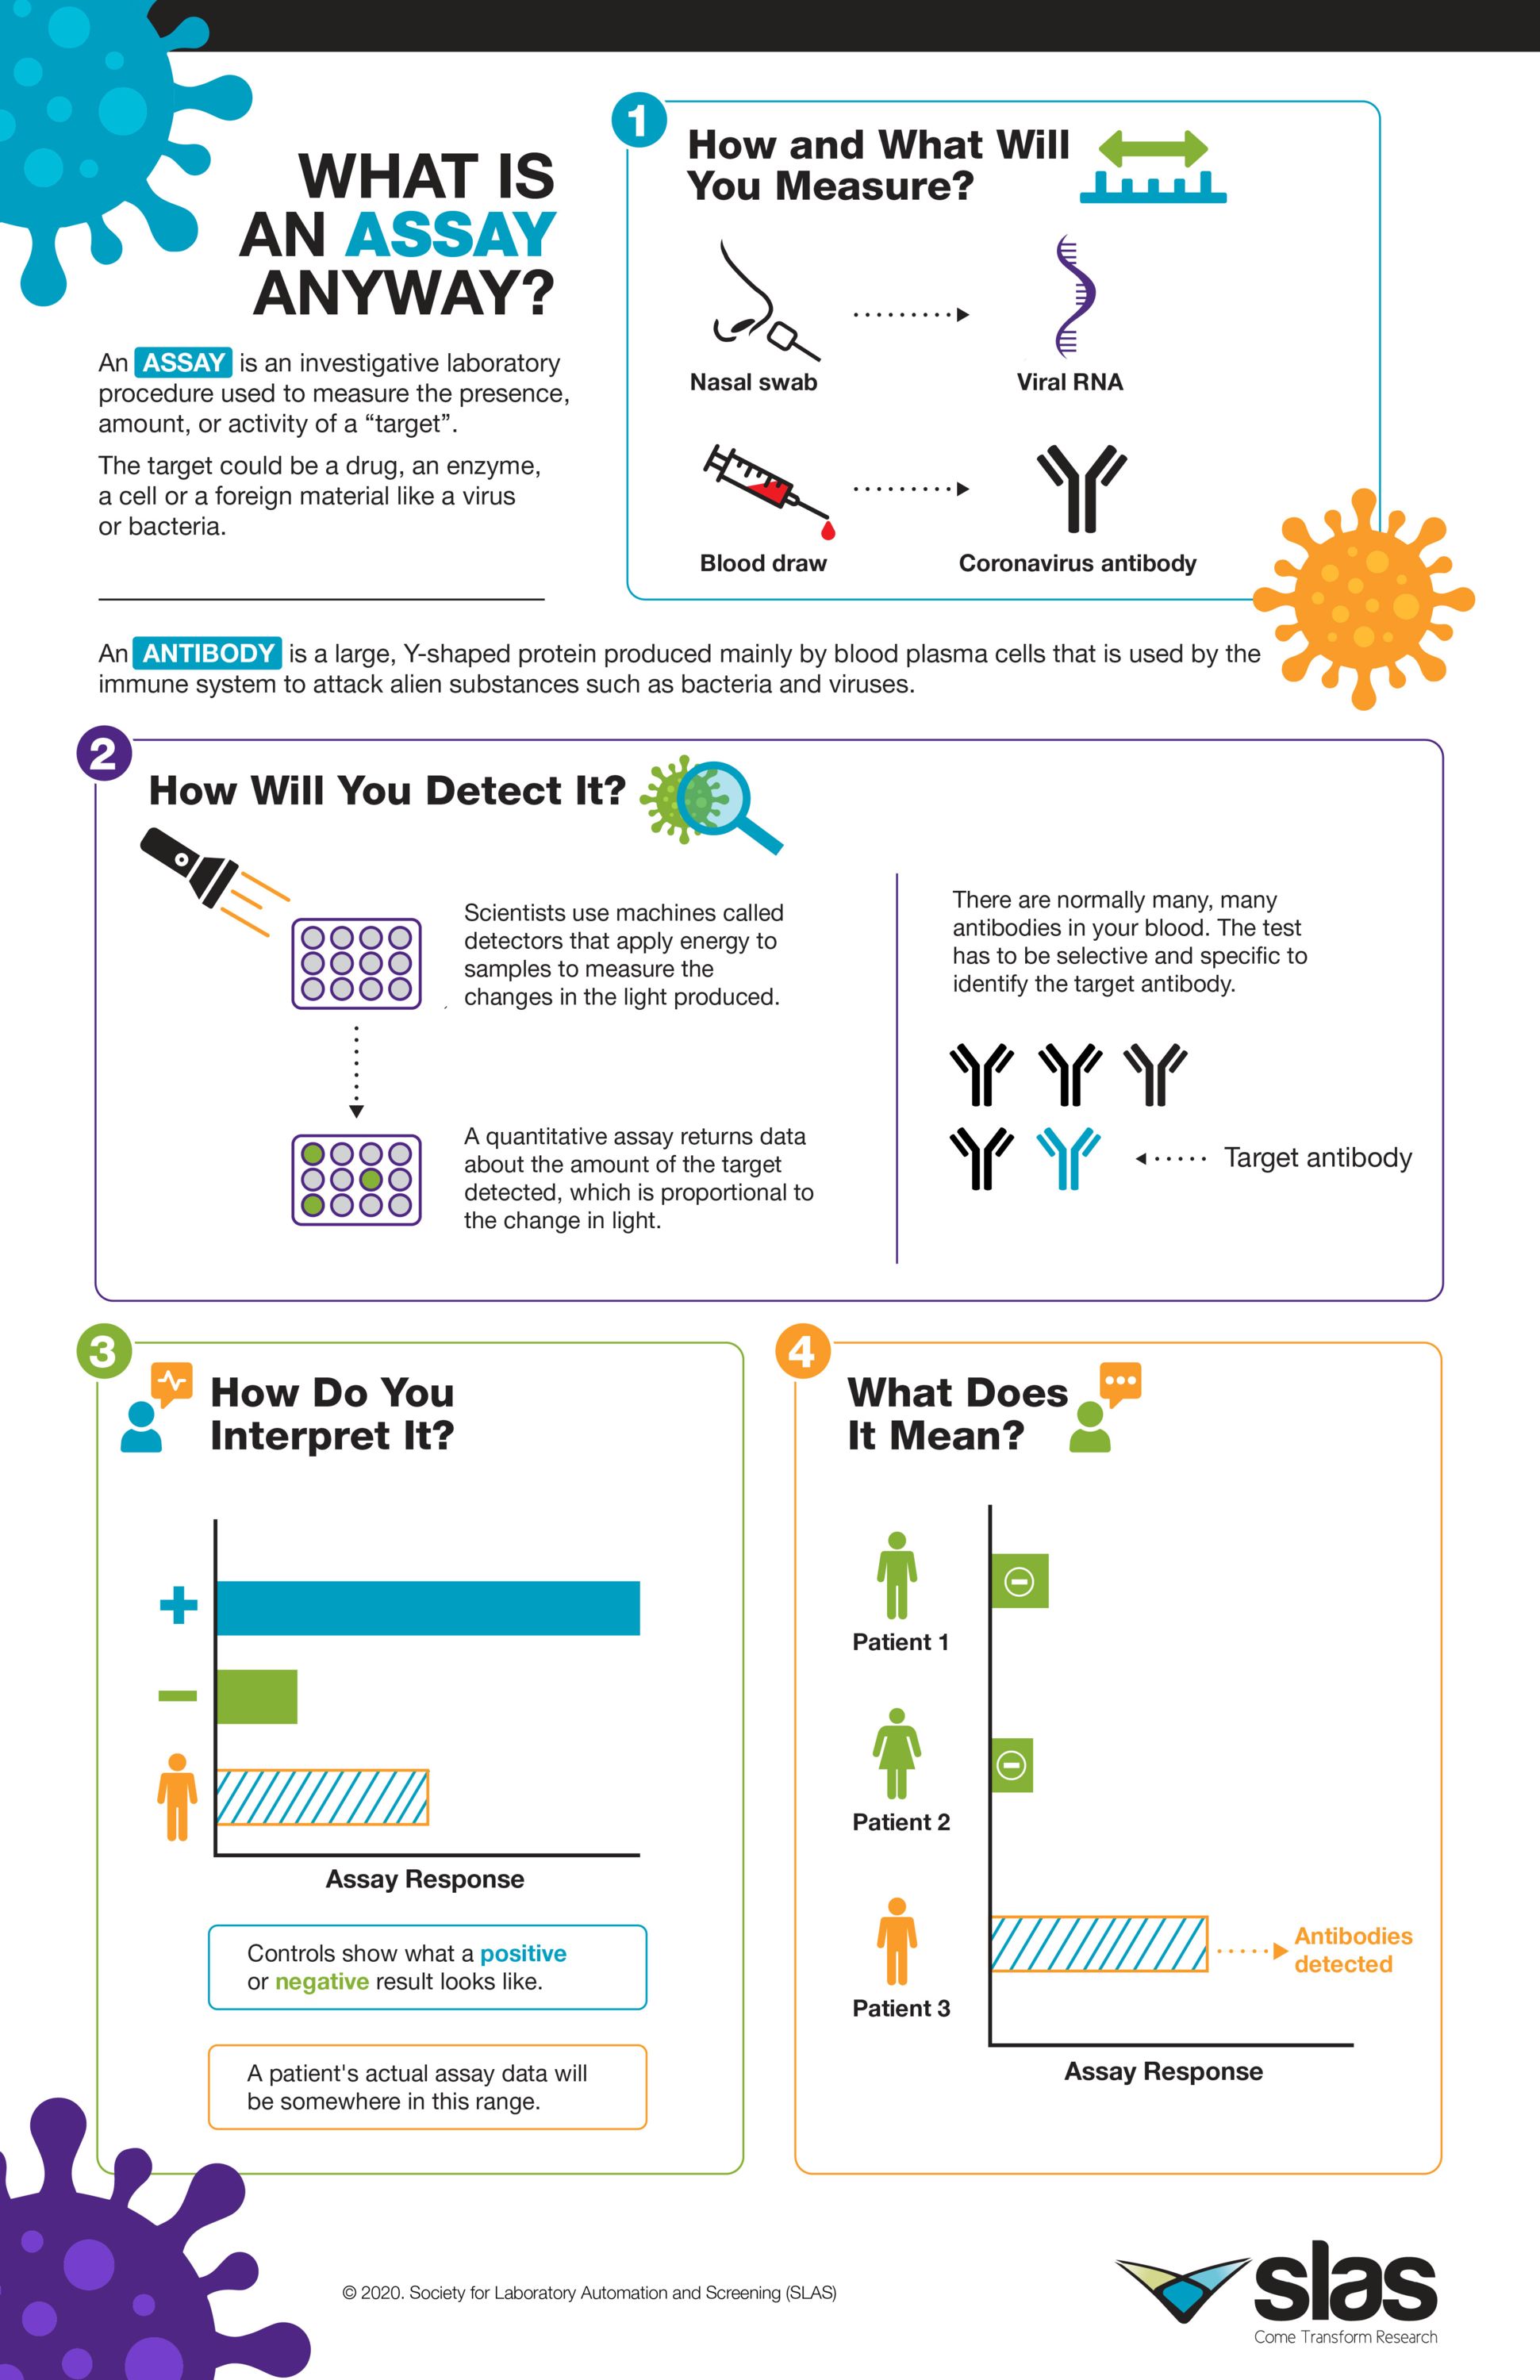 WHAT IS
AN ASSAY
ANYWAY?
An ASSAY is an investigative laboratory
procedure used to measure the presence,
amount, or activity of a “target”.
The target could be a drug, an enzyme,
a cell or a foreign material like a virus
or bacteria.
1
How and What Will
You Measure?
Nasal swab
Viral RNA
Blood draw
Coronavirus antibody
An ANTIBODY is a large, Y-shaped protein produced mainly by blood plasma cells that is used by the
immune system to attack alien substances such as bacteria and viruses.
2
How Will You Detect It?
Scientists use machines called
detectors that apply energy to
samples to measure the
changes in the light produced.
A quantitative assay returns data
about the amount of the target
detected, which is proportional to
the change in light.
There are normally many, many
antibodies in your blood. The test
has to be selective and specific to
identify the target antibody.
Target antibody
3
How Do You
Interpret It?
+
−
Assay Response
Controls show what a positive
or negative result looks like.
A patient's actual assay data will
be somewhere in this range.
4
What Does
It Mean?
Patient 1
Patient 2
Patient 3
Antibodies
detected
Assay Response
© 2020. Society for Laboratory Automation and Screening (SLAS)
slas
Come Transform Research